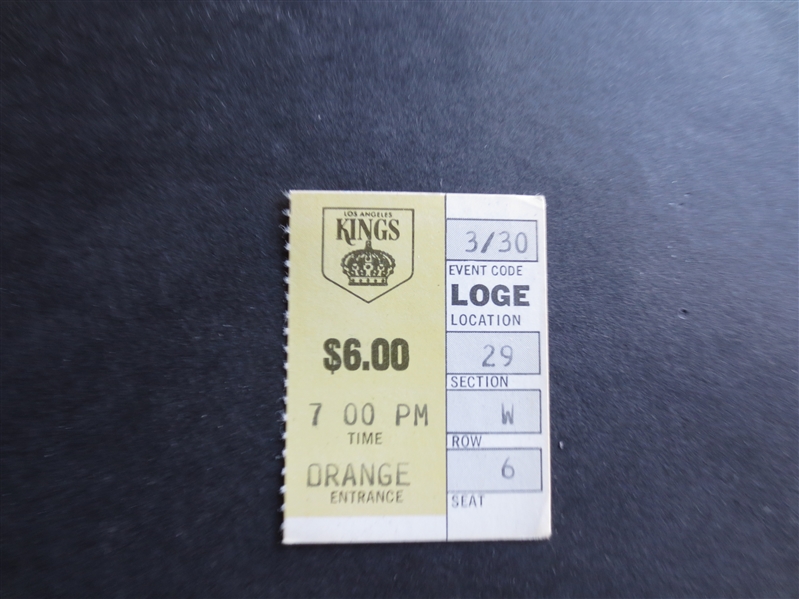 LOS ANGELES
KINGS
$6.00
7 00 PM
TIME
ORANGE
ENTRANCE
3/30
EVENT CODE
LOGE
LOCATION
29
SECTION
W
ROW
6
SEAT